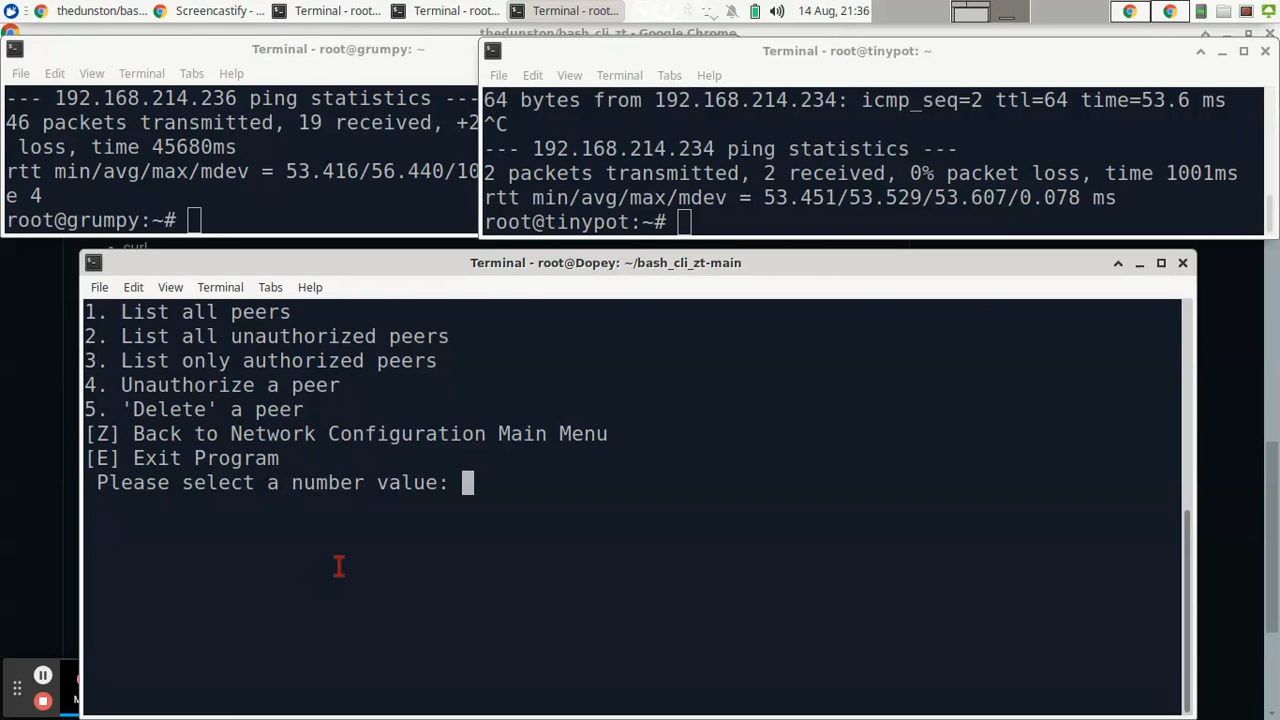 thedunston/bas...
Screencastify - ...
Terminal - root...
Terminal - root...
Terminal - root...
14 Aug, 21:36
thedunston/bash_cli_zt - Google Chrome
Terminal - root@grumpy: ~
File Edit View Terminal Tabs Help
--- 192.168.214.236 ping statistics ---
46 packets transmitted, 19 received, +2
 loss, time 45680ms
rtt min/avg/max/mdev = 53.416/56.440/10
e 4
root@grumpy:~#
Terminal - root@tinypot: ~
File Edit View Terminal Tabs Help
64 bytes from 192.168.214.234: icmp_seq=2 ttl=64 time=53.6 ms
^C
--- 192.168.214.234 ping statistics ---
2 packets transmitted, 2 received, 0% packet loss, time 1001ms
rtt min/avg/max/mdev = 53.451/53.529/53.607/0.078 ms
root@tinypot:~#
curl
Terminal - root@Dopey: ~/bash_cli_zt-main
File Edit View Terminal Tabs Help
1. List all peers
2. List all unauthorized peers
3. List only authorized peers
4. Unauthorize a peer
5. 'Delete' a peer
[Z] Back to Network Configuration Main Menu
[E] Exit Program
Please select a number value: